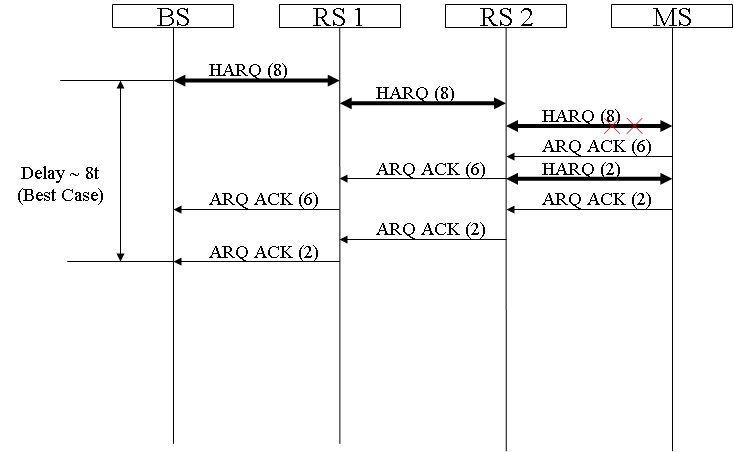 BS RS 1 RS 2 MS
HARQ (8)
HARQ (8)
HARQ (8)
ARQ ACK (6)
Delay ~ 8t
(Best Case)
ARQ ACK (6)
HARQ (2)
ARQ ACK (6)
ARQ ACK (2)
ARQ ACK (2)
ARQ ACK (2)